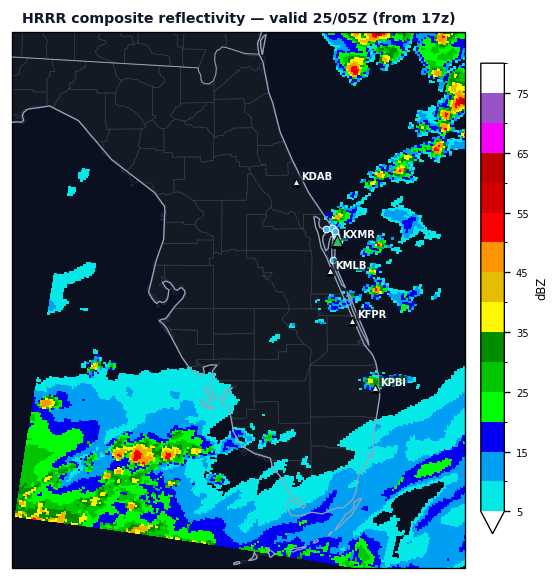 HRRR composite reflectivity — valid 25/05Z (from 17z)
KDAB
KXMR
KMLB
KFPR
KPBI
75
65
55
45
35
25
15
5
dBZ